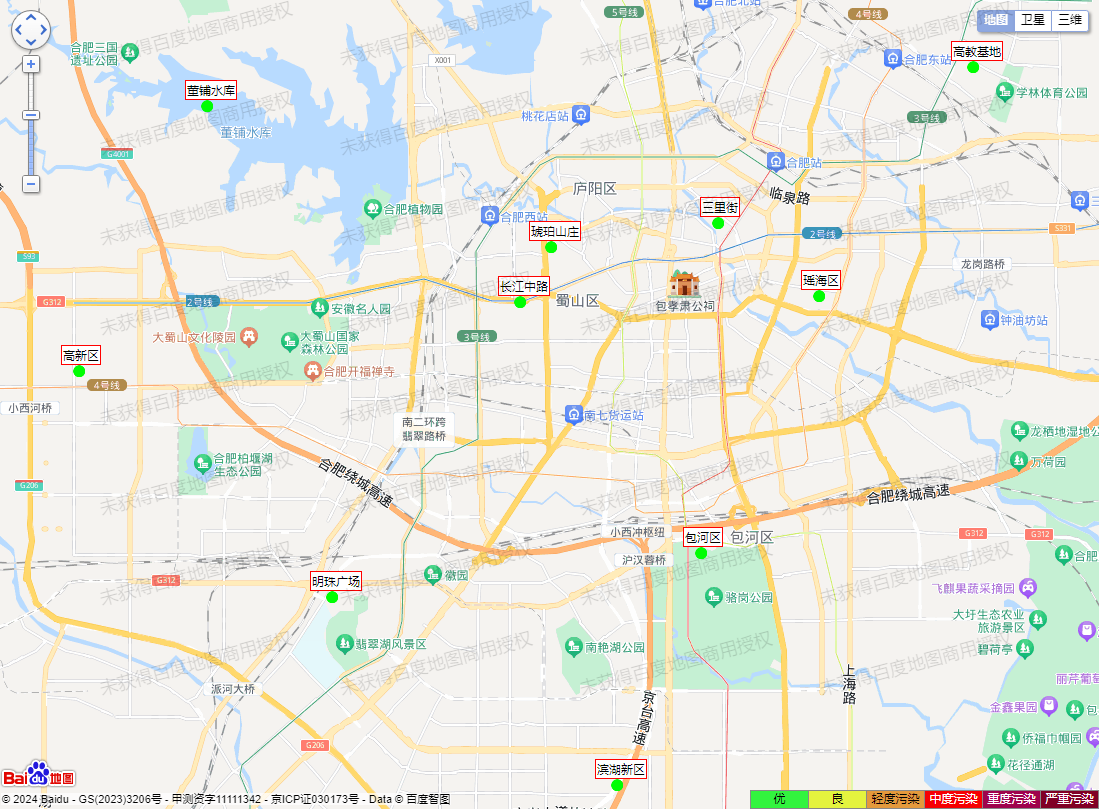 5号线
合肥北站
4号线
地图
卫星
三维
合肥三国
遗址公园
X001
高教基地
合肥东站
董铺水库
学林体育公园
董铺水库
桃花店站
3号线
G4001
合肥站
庐阳区
临泉路
合肥植物园
合肥西站
三里街
琥珀山庄
2号线
S331
S93
龙岗路桥
长江中路
瑶海区
蜀山区
包孝肃公祠
G312
2号线
安徽名人园
钟油坊站
大蜀山文化陵园
大蜀山国家
森林公园
3号线
高新区
合肥开福禅寺
4号线
小西河桥
南七货运站
南二环跨
翡翠路桥
龙栖地湿地公
合肥柏堰湖
生态公园
万荷园
合肥绕城高速
G206
合肥绕城高速
小西冲枢纽
包河区
包河区
G312
G312
沪汉蓉桥
合肥
G312
明珠广场
徽园
飞麒果蔬采摘园
骆岗公园
大圩生态农业
旅游景区
翡翠湖风景区
南艳湖公园
碧荷亭
上海路
丽芹葡萄
派河大桥
京台高速
金鑫果园
包
侨福巾帼园
G206
花径通湖
滨湖新区
Bai du 地图
© 2024 Baidu - GS(2023)3206号 - 甲测资字11111342 - 京ICP证030173号 - Data © 百度智图
优
良
轻度污染
中度污染
重度污染
严重污染
未获得百度地图商用授权